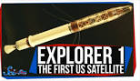 EXPLORER 1
THE FIRST US SATELLITE